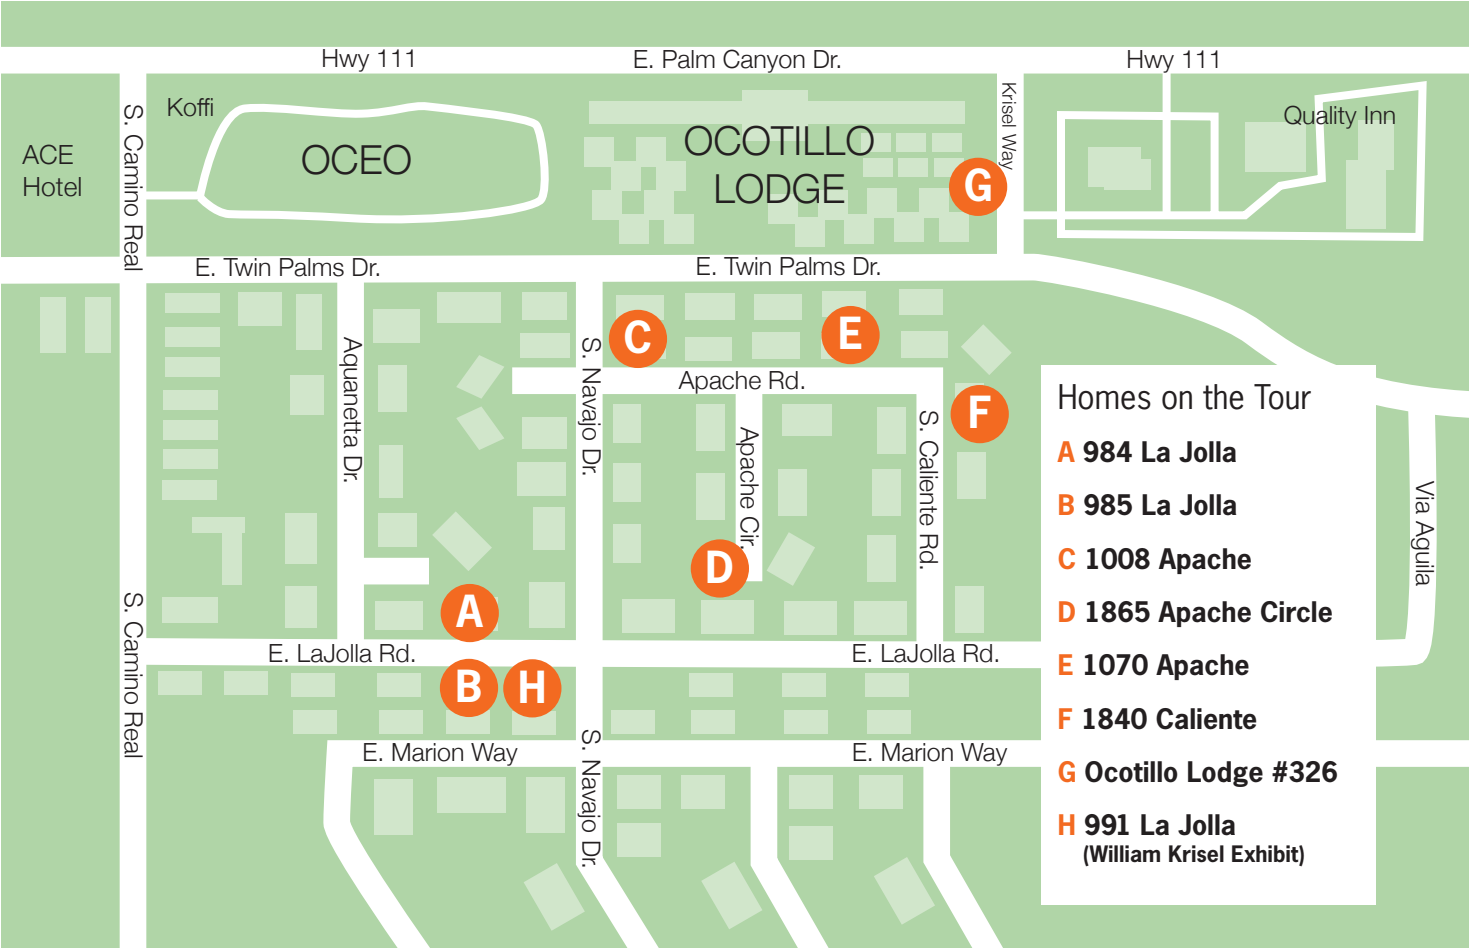 Hwy 111
E. Palm Canyon Dr.
Hwy 111
S. Camino Real
Koffi
ACE
Hotel
OCEO
OCOTILLO
LODGE
G
Krisel Way
Quality Inn
E. Twin Palms Dr.
E. Twin Palms Dr.
Aquanetta Dr.
S. Navajo Dr.
C
E
Apache Rd.
F
Apache Cir.
S. Caliente Rd.
D
Via Aguila
A
S. Camino Real
E. LaJolla Rd.
E. LaJolla Rd.
B
H
E. Marion Way
S. Navajo Dr.
E. Marion Way
Homes on the Tour
A 984 La Jolla
B 985 La Jolla
C 1008 Apache
D 1865 Apache Circle
E 1070 Apache
F 1840 Caliente
G Ocotillo Lodge #326
H 991 La Jolla
(William Krisel Exhibit)